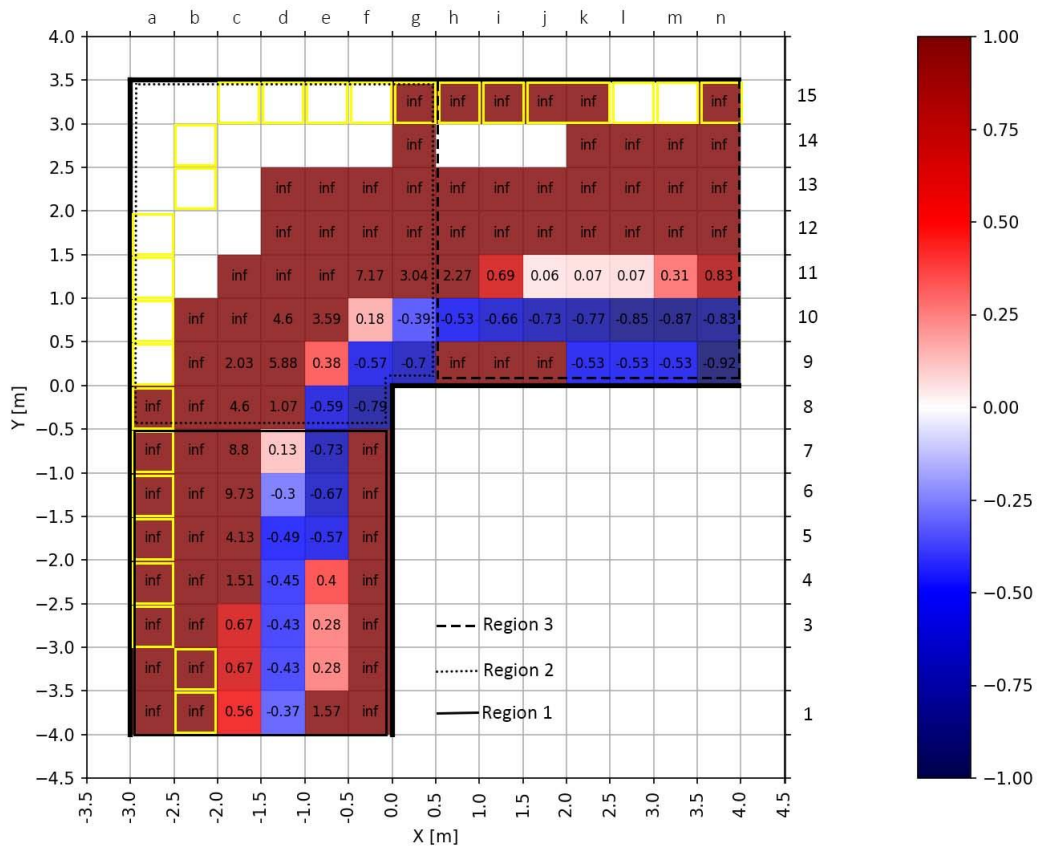 a b c d e f g h i j k l m n
4.0
3.5
15 inf inf inf inf inf inf
3.0
14 inf inf inf inf inf
2.5
13 inf inf inf inf inf inf inf inf inf inf inf
2.0
12 inf inf inf inf inf inf inf inf inf inf inf
1.5
11 inf inf inf 7.17 3.04 2.27 0.69 0.06 0.07 0.07 0.31 0.83
1.0
10 inf inf 4.6 3.59 0.18 -0.39 -0.53 -0.66 -0.73 -0.77 -0.85 -0.87 -0.83
0.5
9 inf 2.03 5.88 0.38 -0.57 -0.7 inf inf inf -0.53 -0.53 -0.53 -0.92
0.0
8 inf inf 4.6 1.07 -0.59 -0.79
−0.5
7 inf inf 8.8 0.13 -0.73 inf
−1.0
6 inf inf 9.73 -0.3 -0.67 inf
−1.5
5 inf inf 4.13 -0.49 -0.57 inf
−2.0
4 inf inf 1.51 -0.45 0.4 inf
−2.5
3 inf inf 0.67 -0.43 0.28 inf
Region 3
−3.0
3 inf inf 0.67 -0.43 0.28 inf
Region 2
−3.5
1 inf inf 0.56 -0.37 1.57 inf
Region 1
−4.0
−4.5
Y [m]
-3.5 -3.0 -2.5 -2.0 -1.5 -1.0 -0.5 0.0 0.5 1.0 1.5 2.0 2.5 3.0 3.5 4.0 4.5
X [m]
1.00
0.75
0.50
0.25
0.00
−0.25
−0.50
−0.75
−1.00